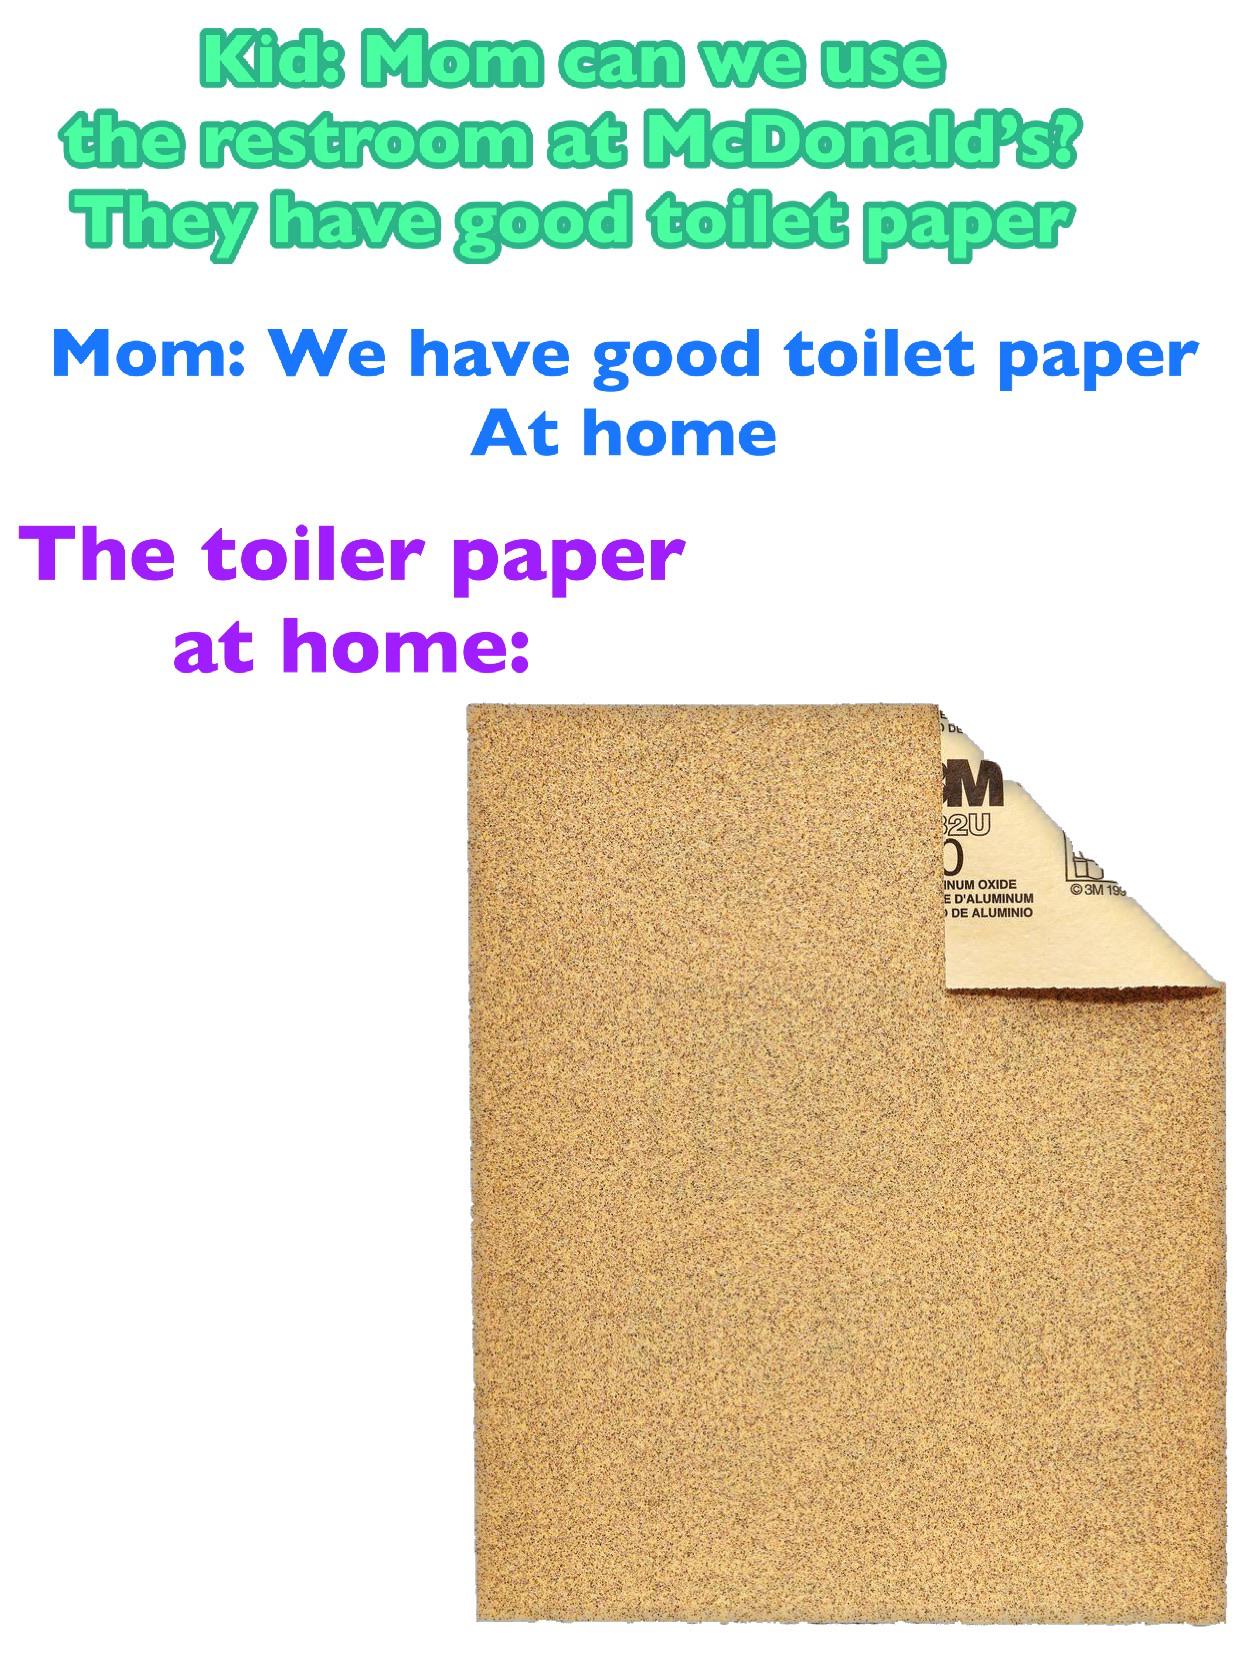 Kid: Mom can we use
the restroom at McDonald’s?
They have good toilet paper
Mom: We have good toilet paper
At home
The toiler paper
at home:
INUM OXIDE
E D'ALUMINUM
DE ALUMINIO
© 3M 199